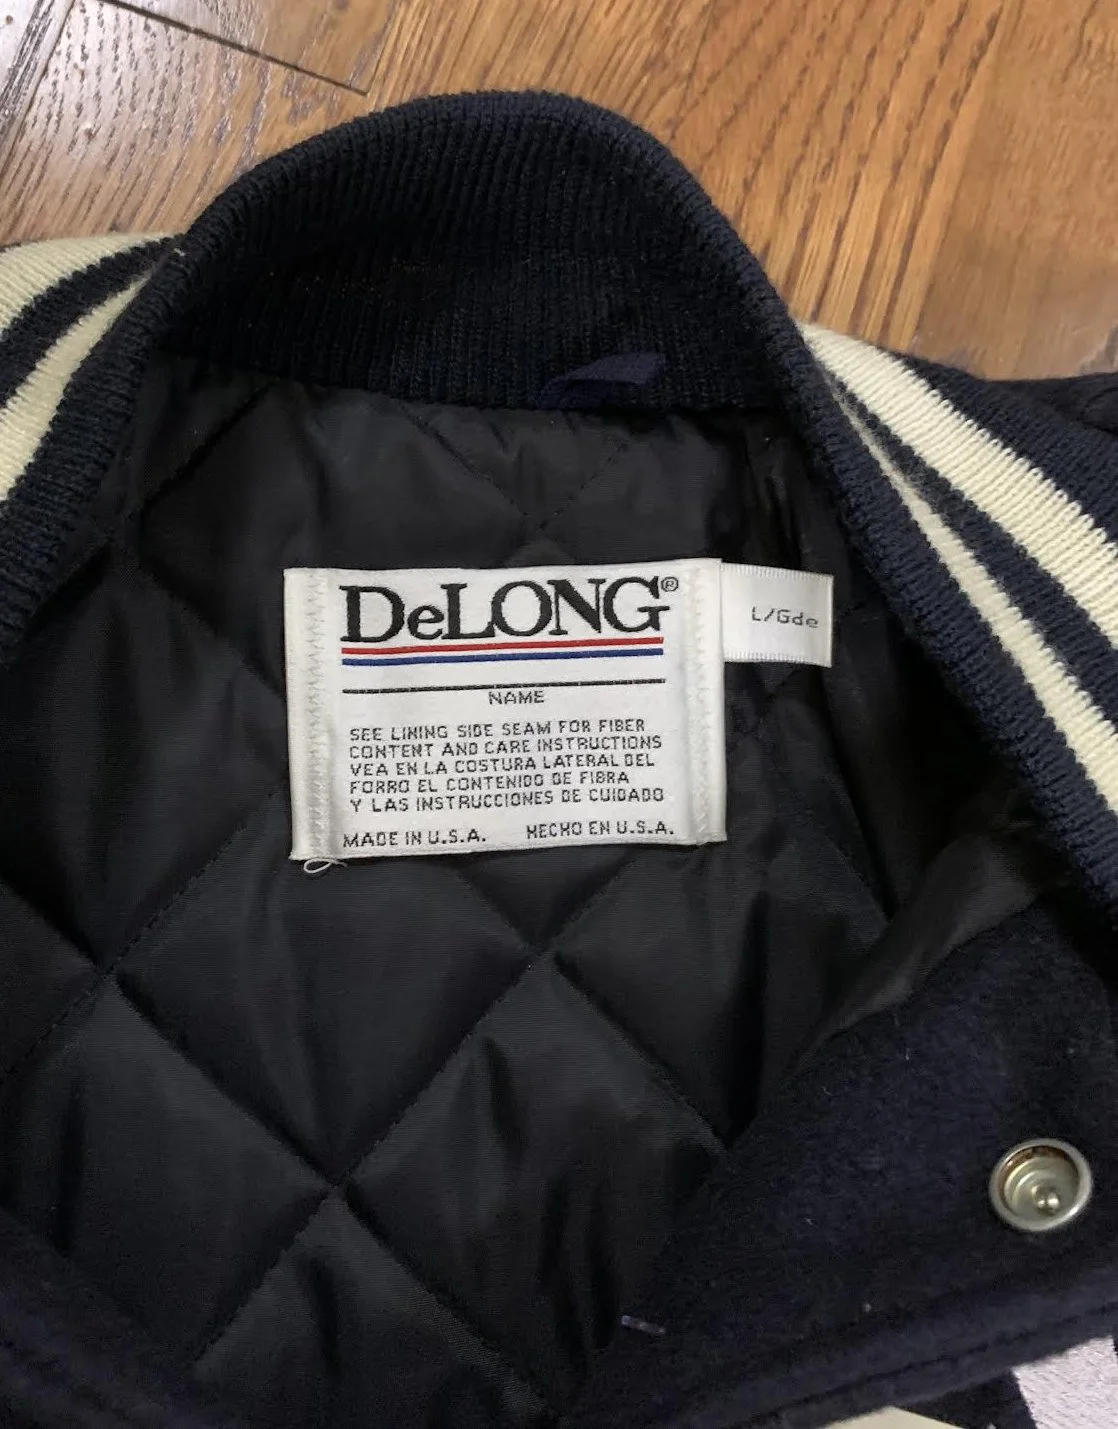 DeLONG®
L/Gde
NAME
SEE LINING SIDE SEAM FOR FIBER
CONTENT AND CARE INSTRUCTIONS
VEA EN LA COSTURA LATERAL DEL
FORRO EL CONTENIDO DE FIBRA
Y LAS INSTRUCCIONES DE CUIDADO
MADE IN U.S.A. HECHO EN U.S.A.